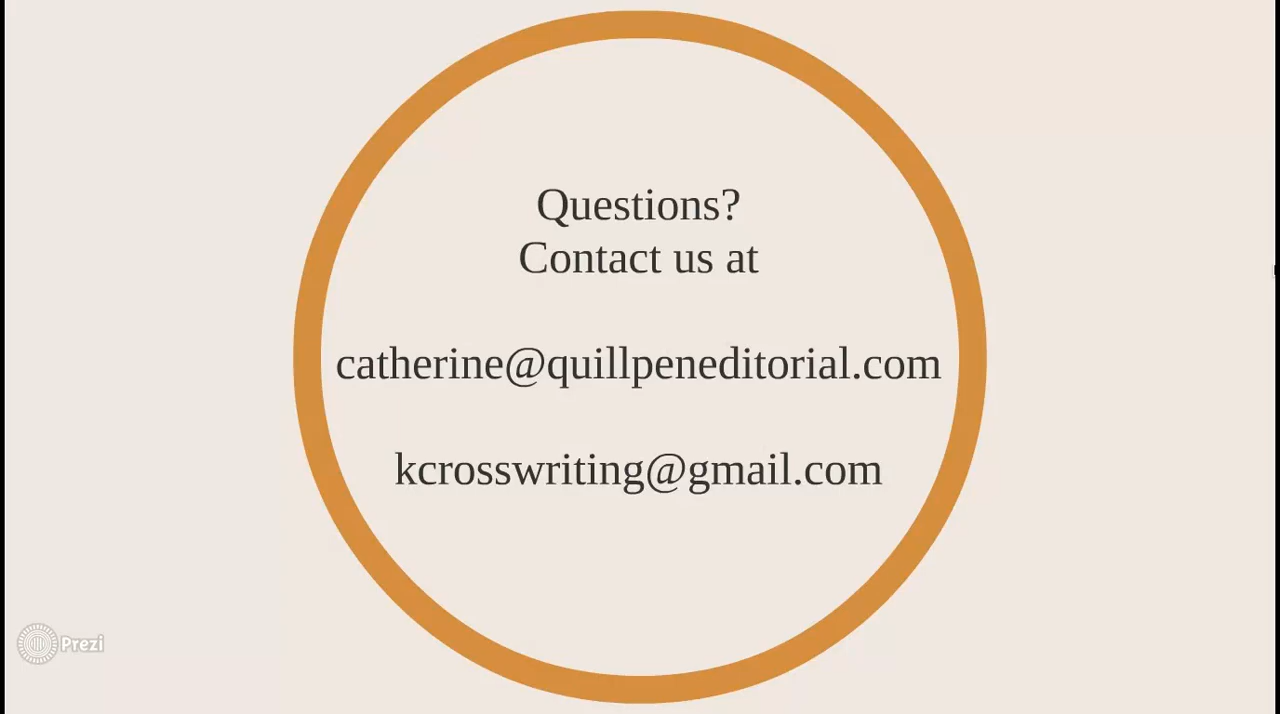 Questions?
Contact us at
catherine@quillpeneditorial.com
kcrosswriting@gmail.com
Prezi